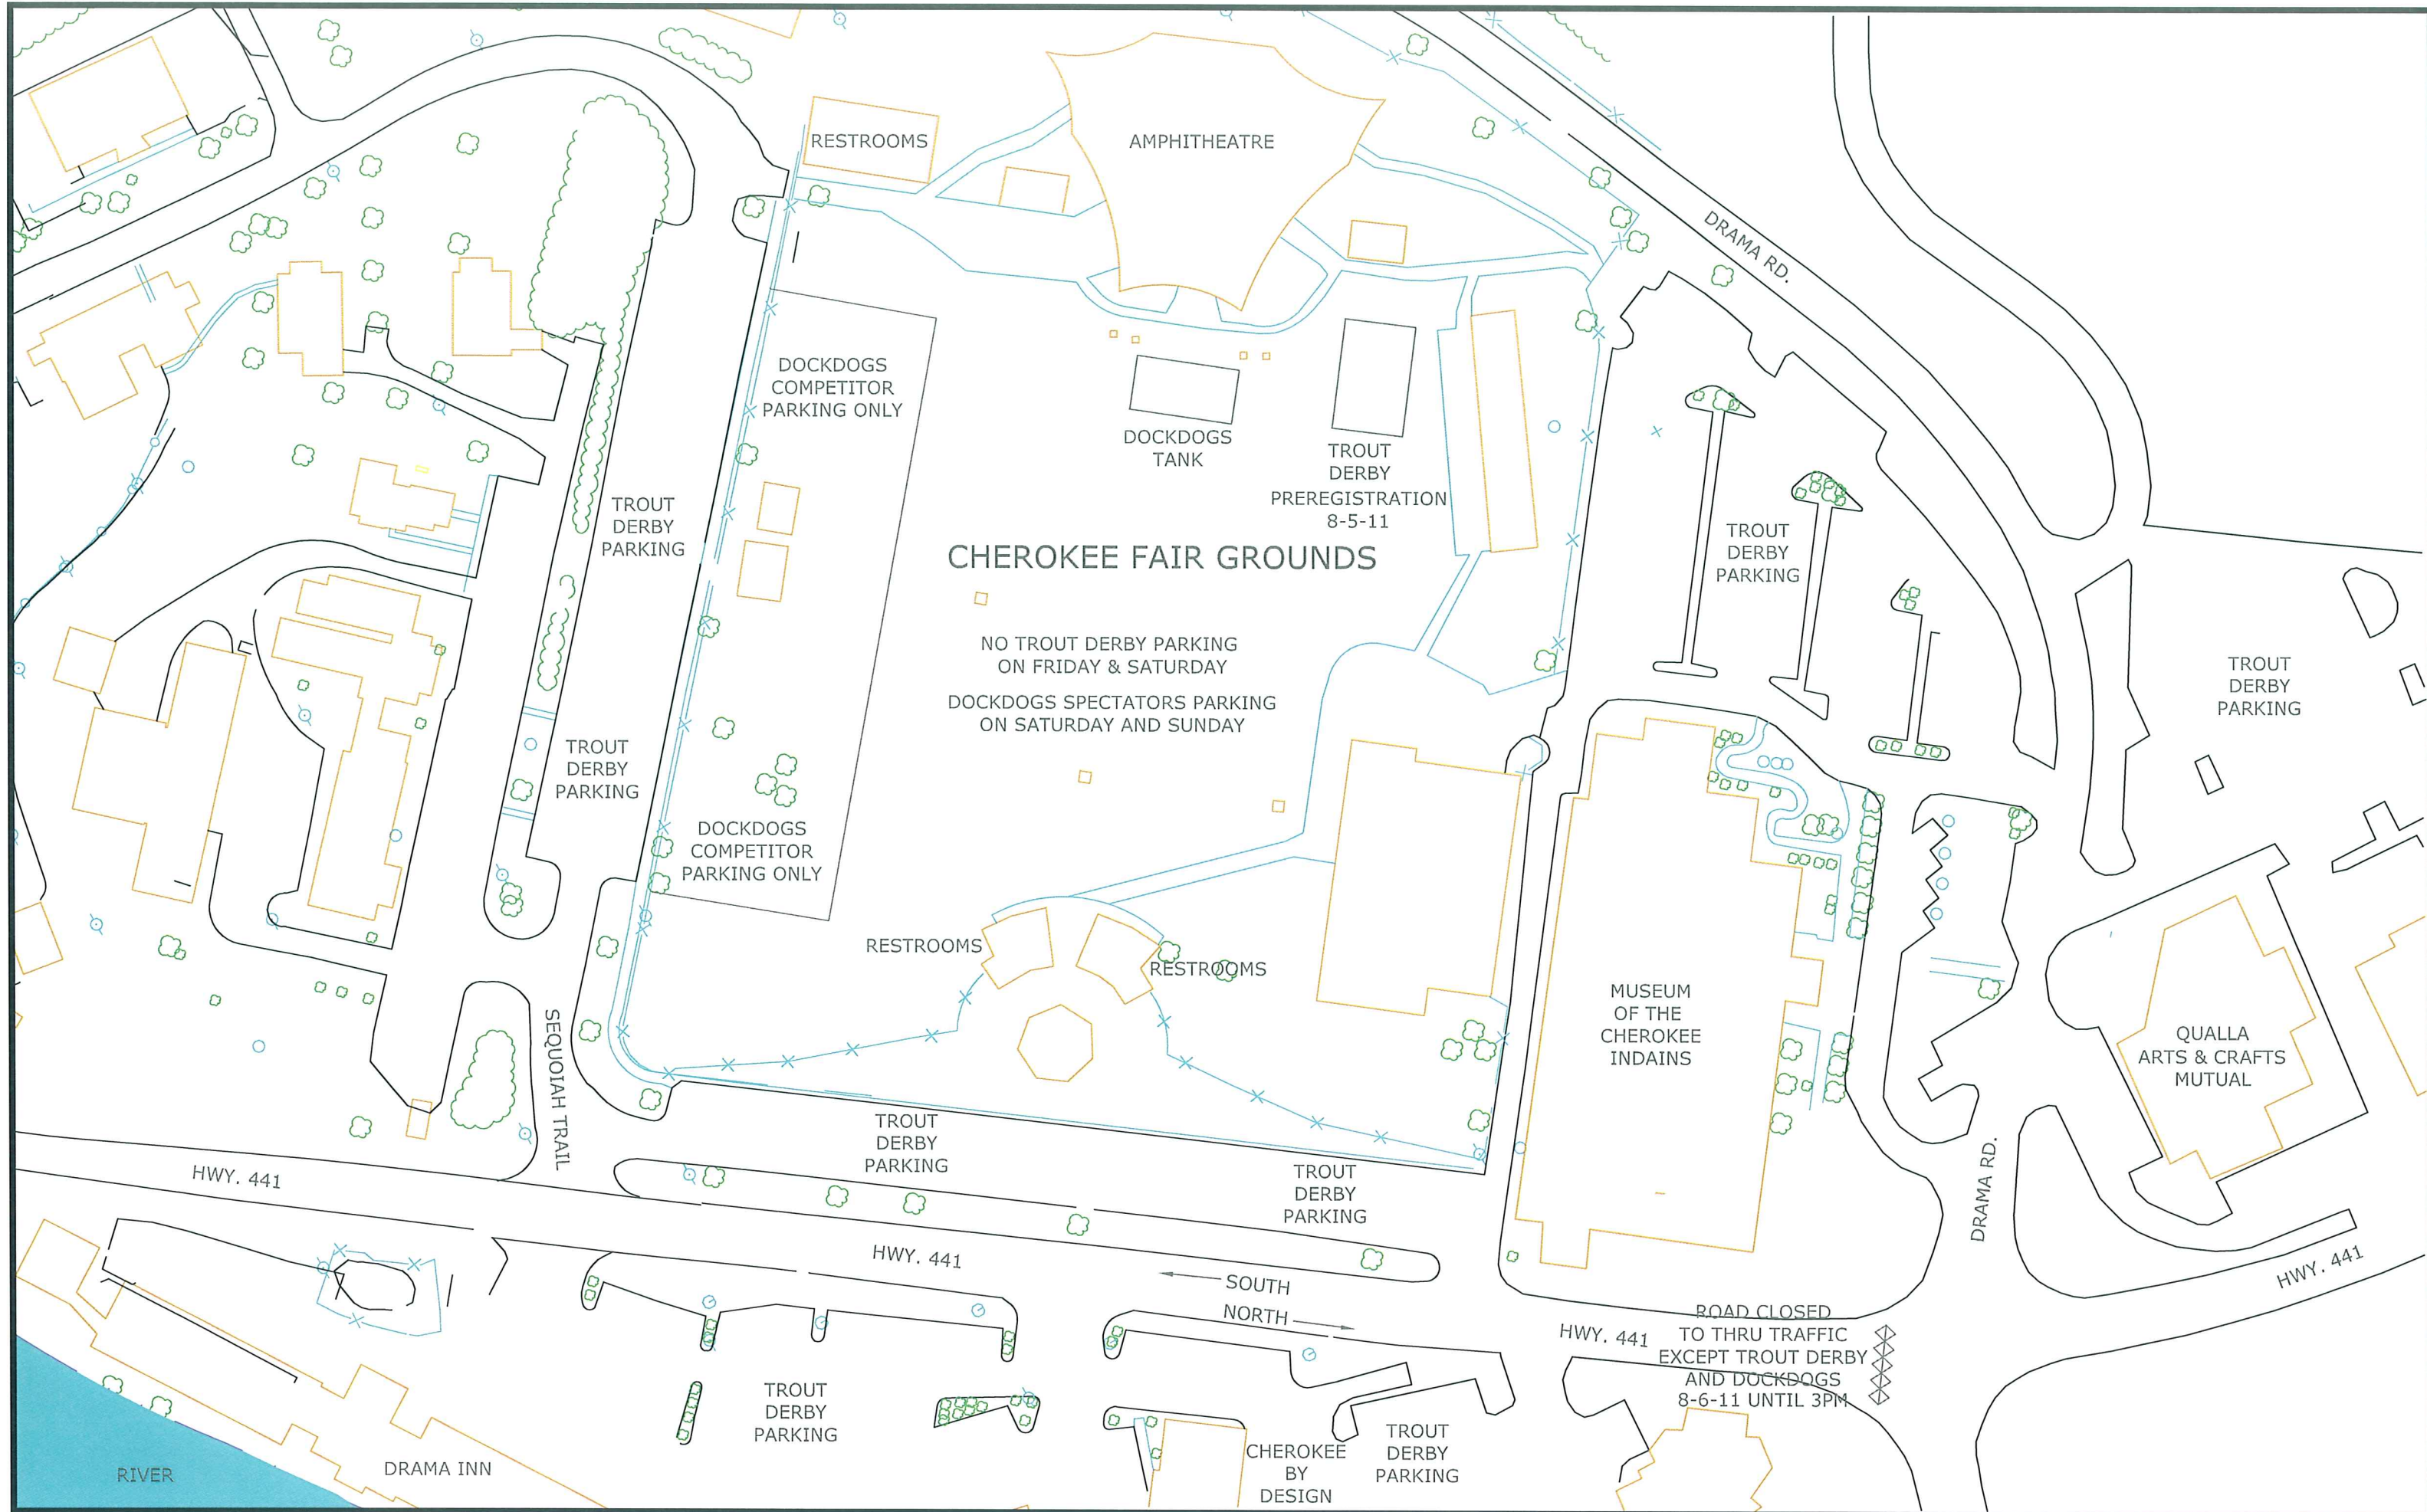 RESTROOMS
AMPHITHEATRE
DRAMA RD.
DOCKDOGS
COMPETITOR
PARKING ONLY
DOCKDOGS
TANK
TROUT
DERBY
PREREGISTRATION
8-5-11
TROUT
DERBY
PARKING
TROUT
DERBY
PARKING
CHEROKEE FAIR GROUNDS
NO TROUT DERBY PARKING
ON FRIDAY & SATURDAY
DOCKDOGS SPECTATORS PARKING
ON SATURDAY AND SUNDAY
TROUT
DERBY
PARKING
TROUT
DERBY
PARKING
DOCKDOGS
COMPETITOR
PARKING ONLY
RESTROOMS
RESTROOMS
MUSEUM
OF THE
CHEROKEE
INDAINS
QUALLA
ARTS & CRAFTS
MUTUAL
SEQUOIAH TRAIL
TROUT
DERBY
PARKING
TROUT
DERBY
PARKING
DRAMA RD.
HWY. 441
HWY. 441
SOUTH
NORTH
HWY. 441
HWY. 441
ROAD CLOSED
TO THRU TRAFFIC
EXCEPT TROUT DERBY
AND DOCKDOGS
8-6-11 UNTIL 3PM
TROUT
DERBY
PARKING
TROUT
DERBY
PARKING
CHEROKEE
BY
DESIGN
DRAMA INN
RIVER